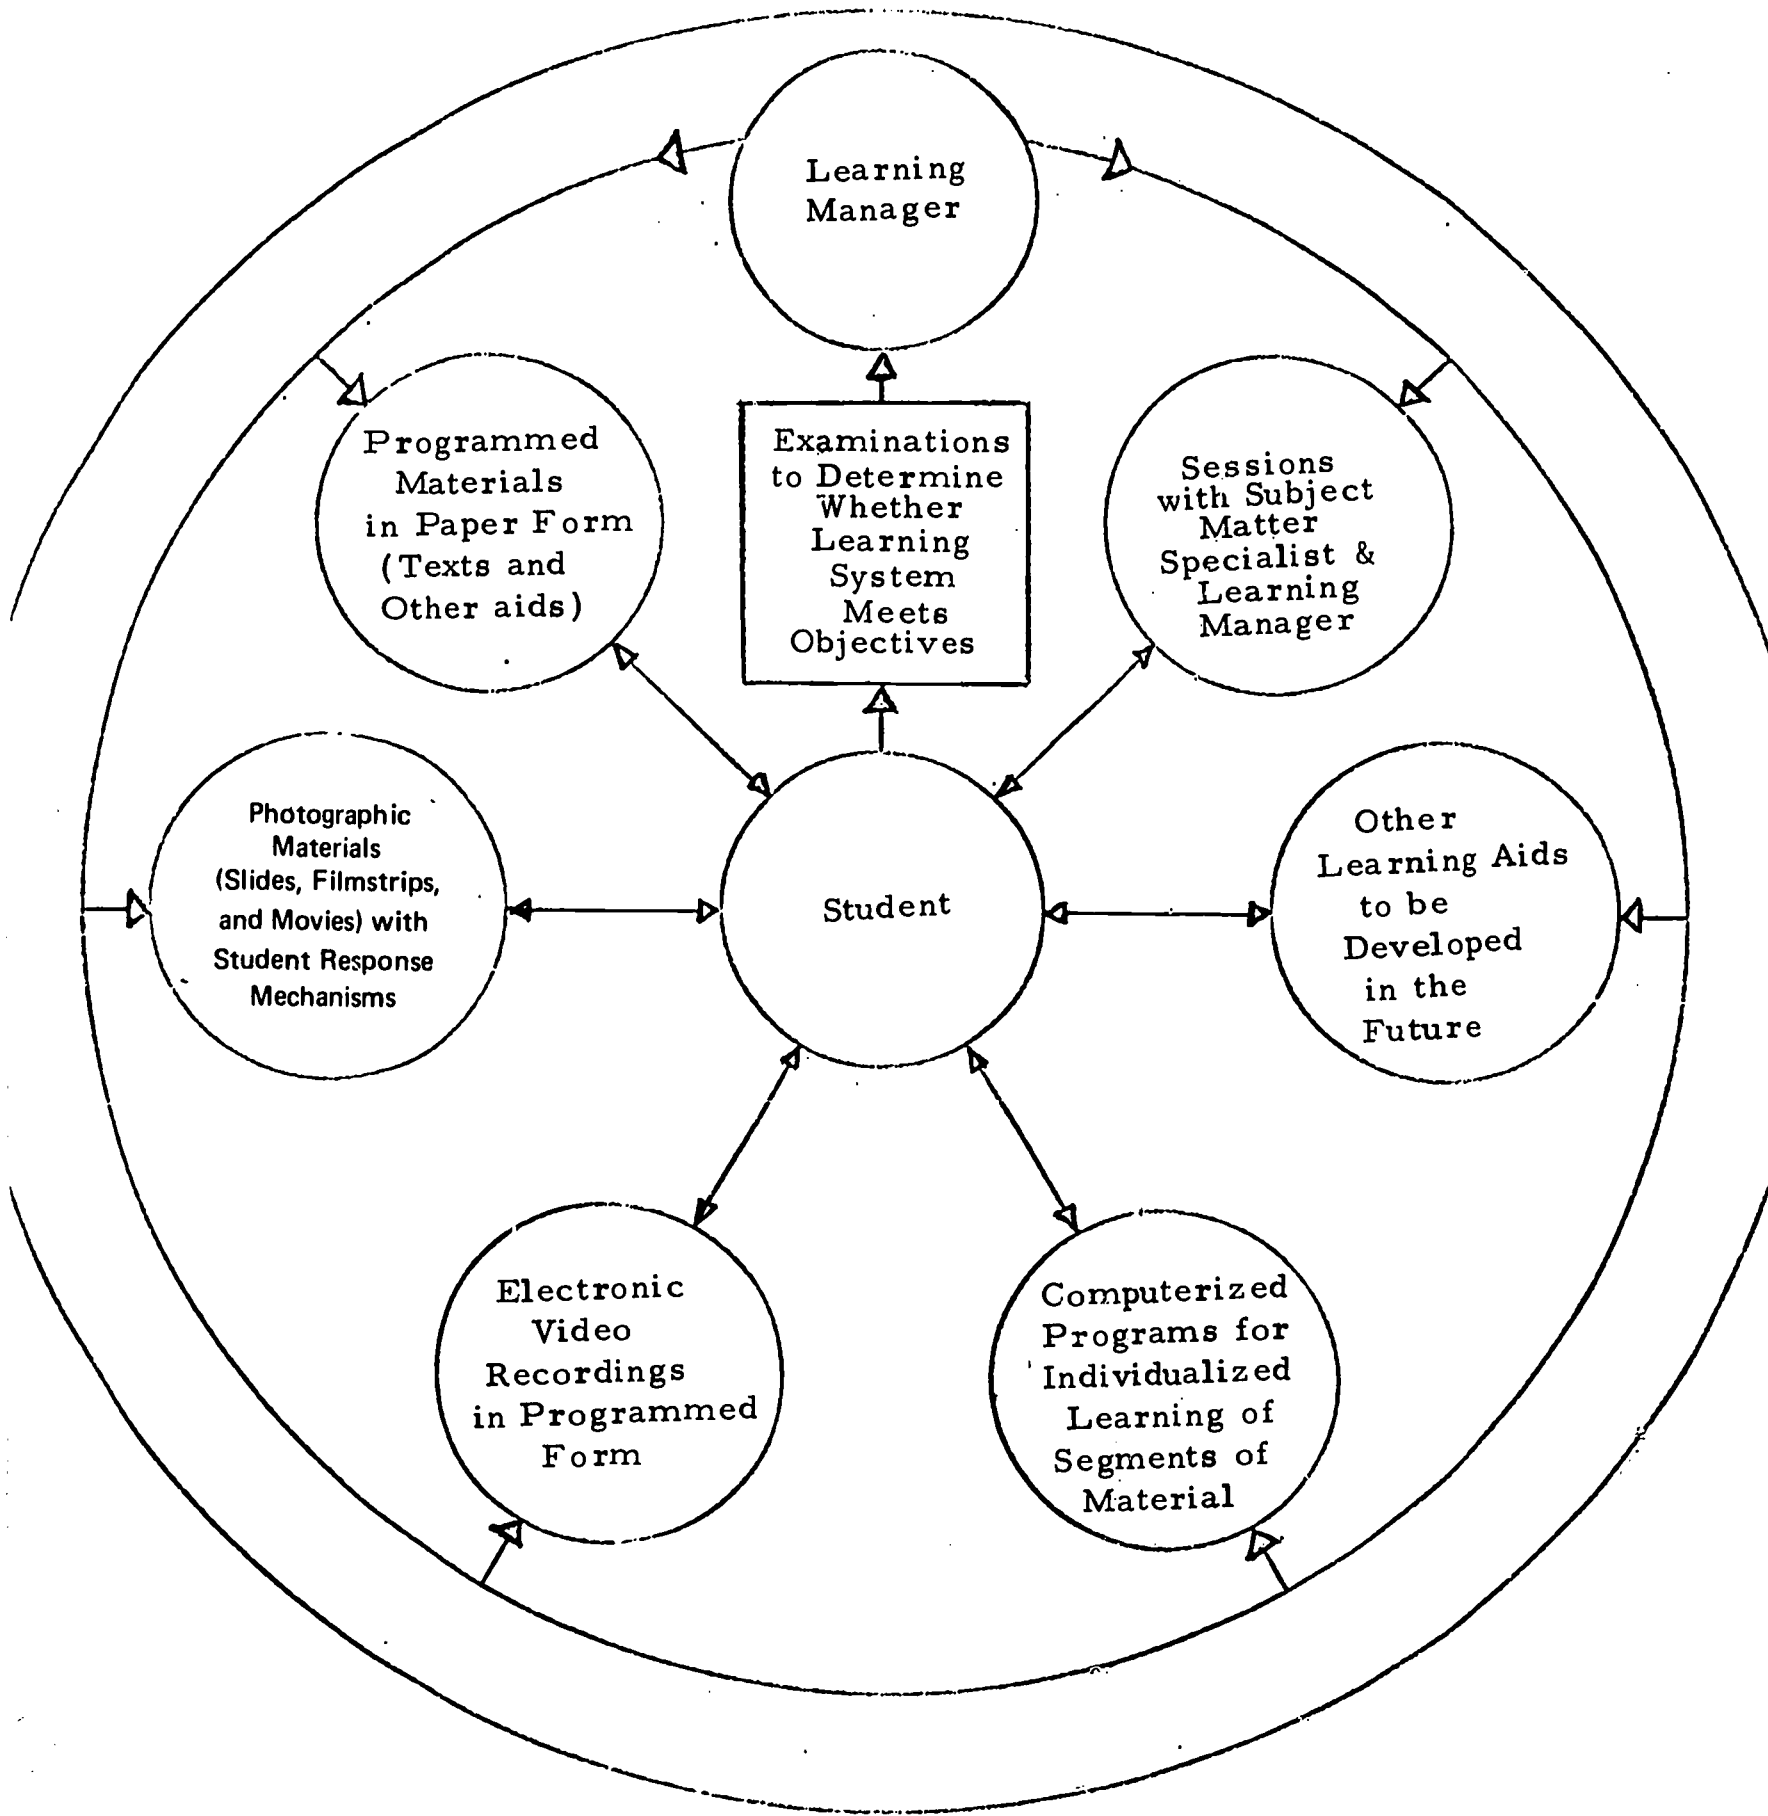 Learning
Manager
Programmed
Materials
in Paper Form
(Texts and
Other aids)
Examinations
to Determine
Whether
Learning
System
Meets
Objectives
Sessions
with Subject
Matter
Specialist &
Learning
Manager
Photographic
Materials
(Slides, Filmstrips,
and Movies) with
Student Response
Mechanisms
Student
Other
Learning Aids
to be
Developed
in the
Future
Electronic
Video
Recordings
in Programmed
Form
Computerized
Programs for
Individualized
Learning of
Segments of
Material